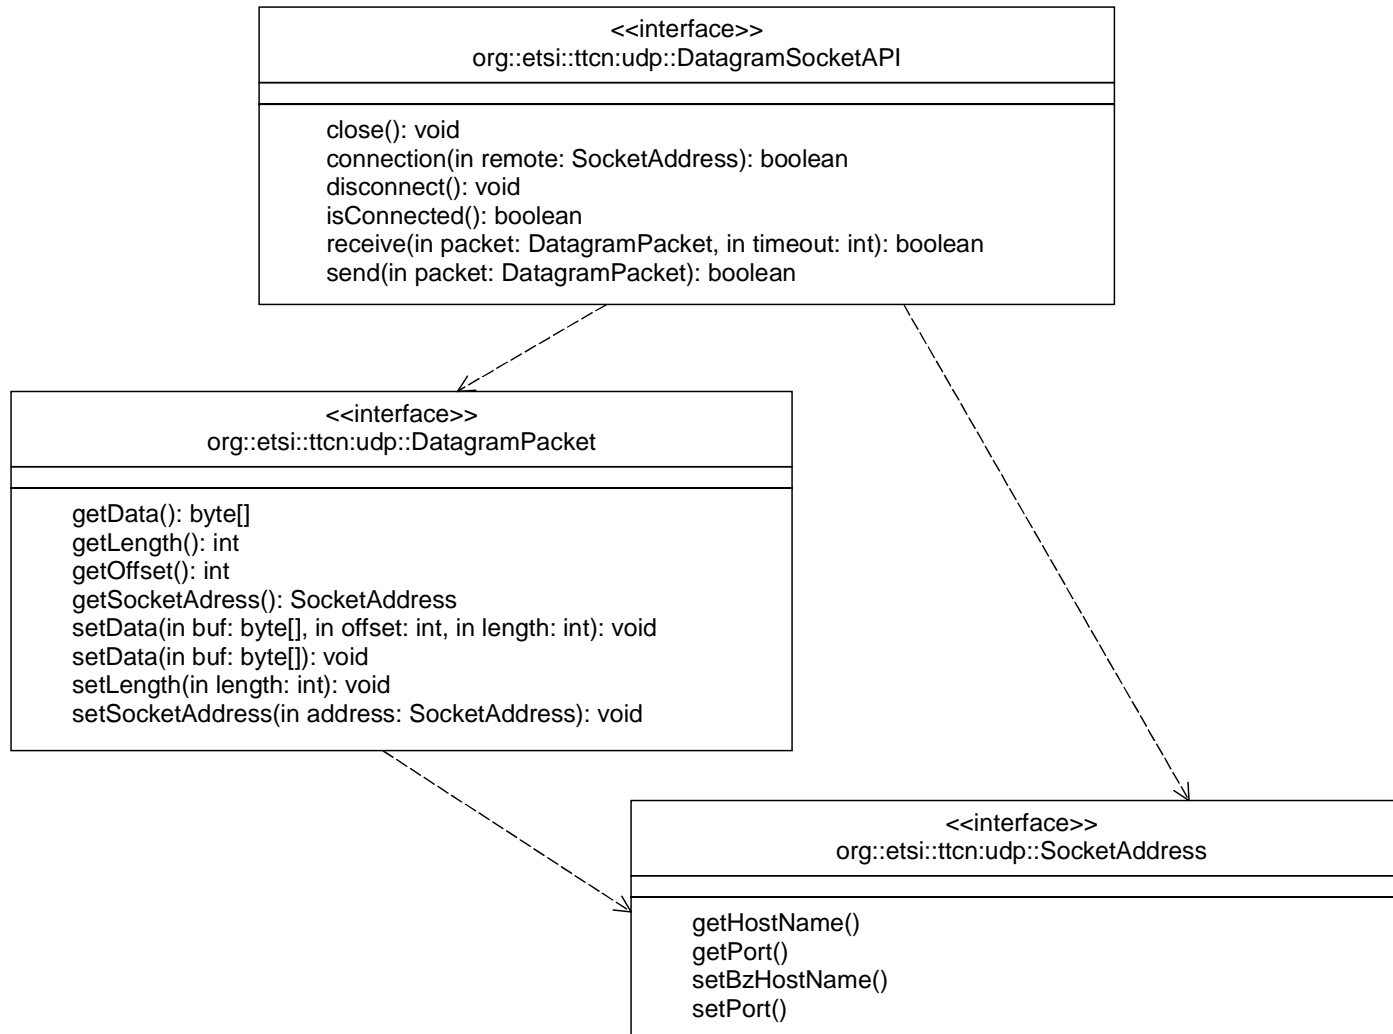 <<interface>>
org::etsi::ttcn:udp::DatagramSocketAPI
close(): void
connection(in remote: SocketAddress): boolean
disconnect(): void
isConnected(): boolean
receive(in packet: DatagramPacket, in timeout: int): boolean
send(in packet: DatagramPacket): boolean
<<interface>>
org::etsi::ttcn:udp::DatagramPacket
getData(): byte[]
getLength(): int
getOffset(): int
getSocketAdress(): SocketAddress
setData(in buf: byte[], in offset: int, in length: int): void
setData(in buf: byte[]): void
setLength(in length: int): void
setSocketAddress(in address: SocketAddress): void
<<interface>>
org::etsi::ttcn:udp::SocketAddress
getHostName()
getPort()
setBzHostName()
setPort()